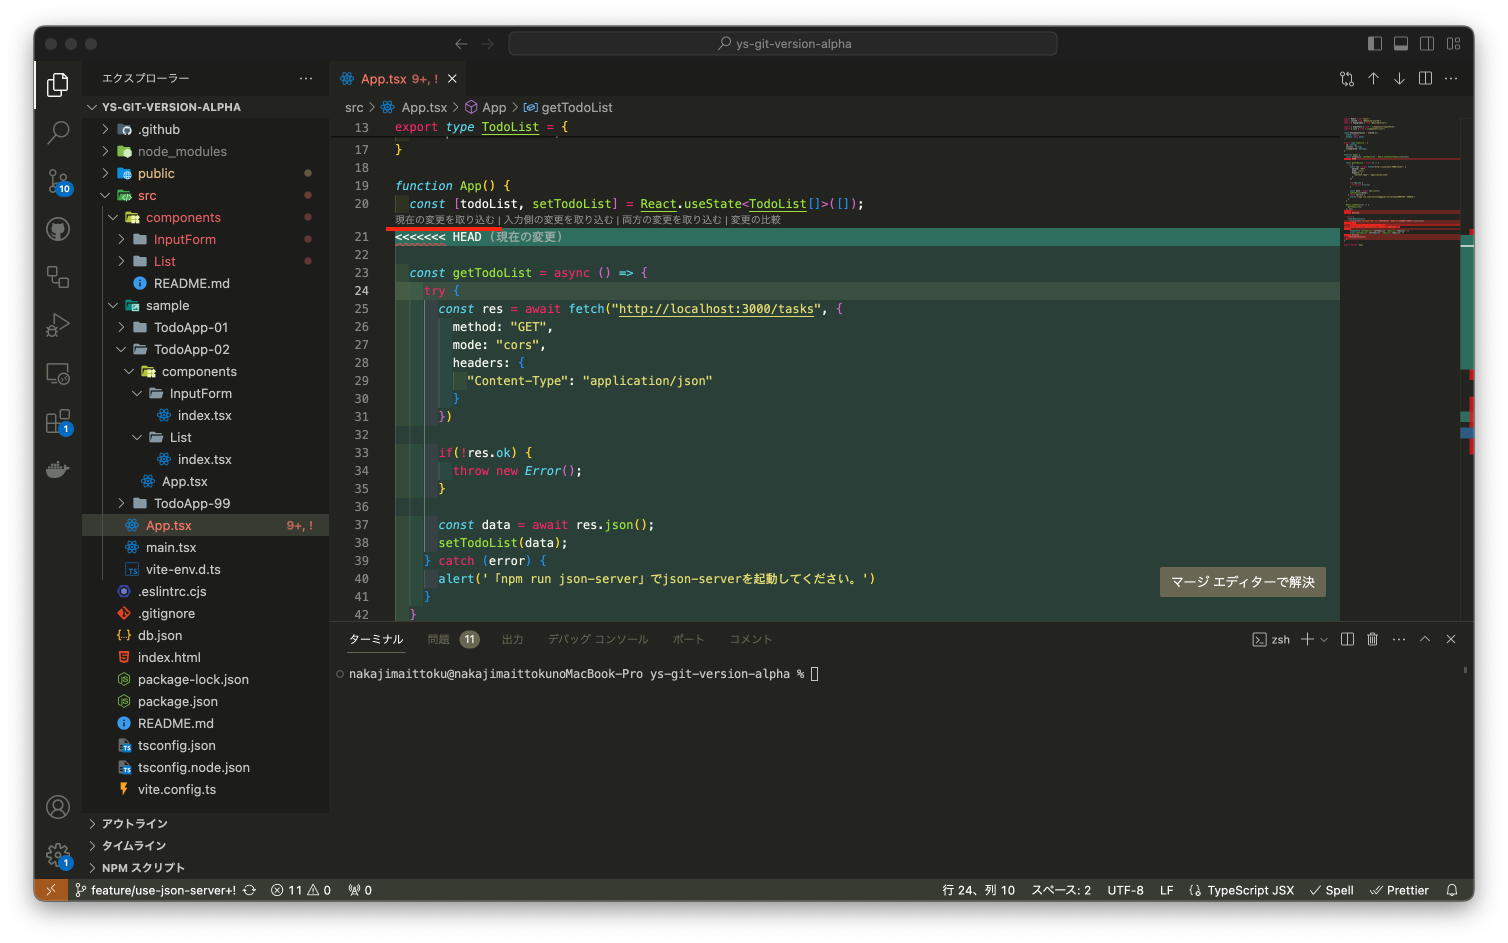 ys-git-version-alpha
エクスプローラー
App.tsx 9+, !
YS-GIT-VERSION-ALPHA
.github
node_modules
public
src
components
InputForm
List
README.md
sample
TodoApp-01
TodoApp-02
components
InputForm
index.tsx
List
index.tsx
App.tsx
TodoApp-99
App.tsx 9+, !
main.tsx
vite-env.d.ts
.eslintrc.cjs
.gitignore
db.json
index.html
package-lock.json
package.json
README.md
tsconfig.json
tsconfig.node.json
vite.config.ts
アウトライン
タイムライン
NPM スクリプト
10
1
1
src > App.tsx > App > getTodoList
13 export type TodoList = {
17 }
18
19 function App() {
20 const [todoList, setTodoList] = React.useState<TodoList[]>([]);
現在の変更を取り込む | 入力側の変更を取り込む | 両方の変更を取り込む | 変更の比較
21 <<<<<<< HEAD (現在の変更)
22
23 const getTodoList = async () => {
24 try {
25 const res = await fetch("http://localhost:3000/tasks", {
26 method: "GET",
27 mode: "cors",
28 headers: {
29 "Content-Type": "application/json"
30 }
31 })
32
33 if(!res.ok) {
34 throw new Error();
35 }
36
37 const data = await res.json();
38 setTodoList(data);
39 } catch (error) {
40 alert('「npm run json-server」でjson-serverを起動してください。')
41 }
42 }
マージ エディターで解決
ターミナル 問題 11 出力 デバッグ コンソール ポート コメント
zsh
nakajimaittoku@nakajimaittokunoMacBook-Pro ys-git-version-alpha %
feature/use-json-server+! 11 0 0
行 24、列 10 スペース: 2 UTF-8 LF TypeScript JSX Spell Prettier